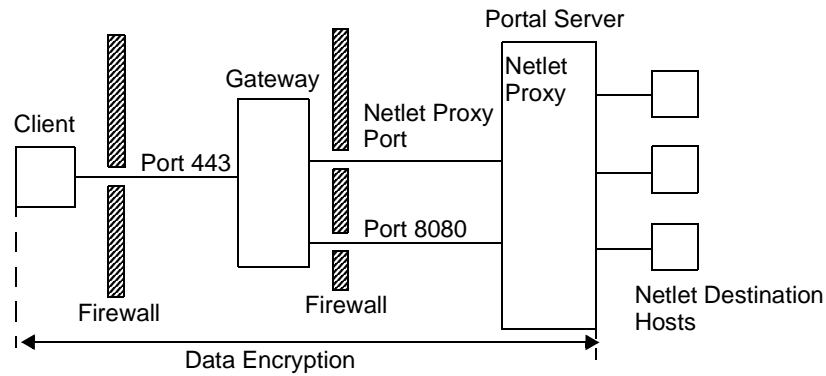 Portal Server
Gateway
Netlet
Proxy
Netlet Proxy
Port
Client
Port 443
Port 8080
Firewall
Firewall
Netlet Destination
Hosts
Data Encryption